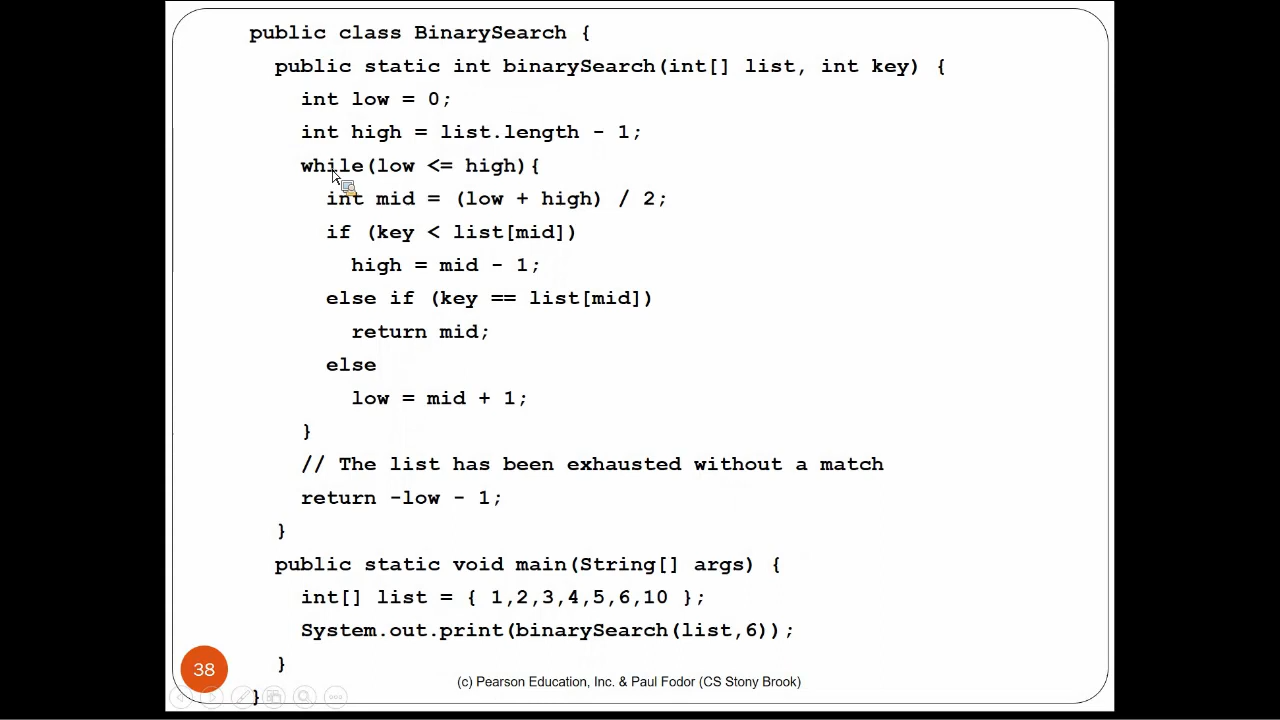 public class BinarySearch {
public static int binarySearch(int[] list, int key) {
int low = 0;
int high = list.length - 1;
while(low <= high){
int mid = (low + high) / 2;
if (key < list[mid])
high = mid - 1;
else if (key == list[mid])
return mid;
else
low = mid + 1;
}
// The list has been exhausted without a match
return -low - 1;
}
public static void main(String[] args) {
int[] list = { 1,2,3,4,5,6,10 };
System.out.print(binarySearch(list,6));
}
38
(c) Pearson Education, Inc. & Paul Fodor (CS Stony Brook)
}